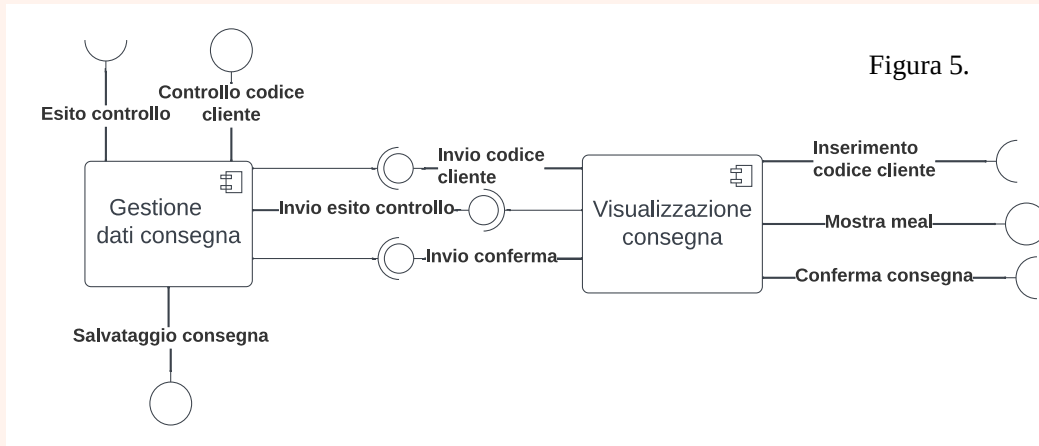 Figura 5.
Esito controllo
Controllo codice
cliente
Gestione
dati consegna
Invio codice
cliente
Invio esito controllo
Invio conferma
Salvataggio consegna
Visualizzazione
consegna
Inserimento
codice cliente
Mostra meal
Conferma consegna